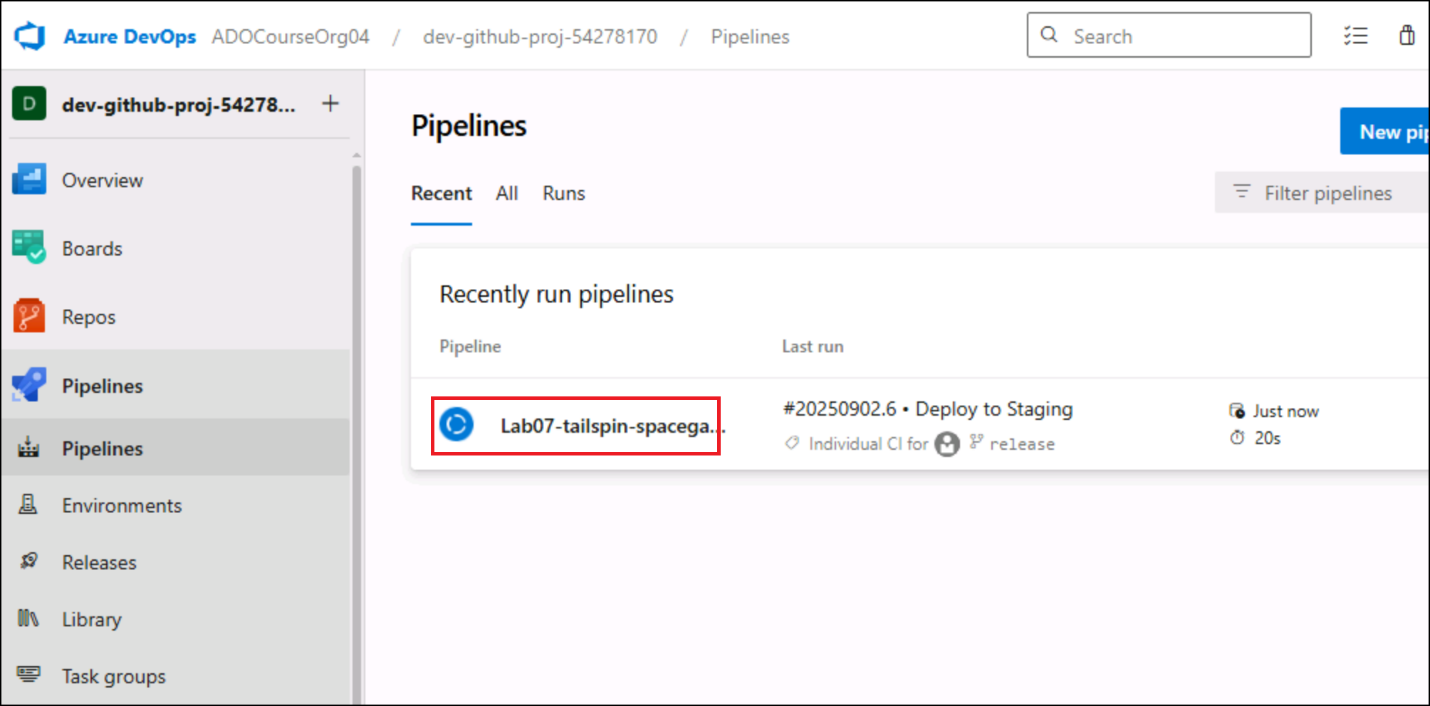 Azure DevOps ADOCourseOrg04 / dev-github-proj-54278170 / Pipelines Search
D dev-github-proj-54278... +
Overview
Boards
Repos
Pipelines
Pipelines
Environments
Releases
Library
Task groups
Pipelines
New pip
Recent All Runs
Filter pipelines
Recently run pipelines
Pipeline Last run
Lab07-tailspin-spacega...
#20250902.6 • Deploy to Staging
Individual CI for release
Just now
20s